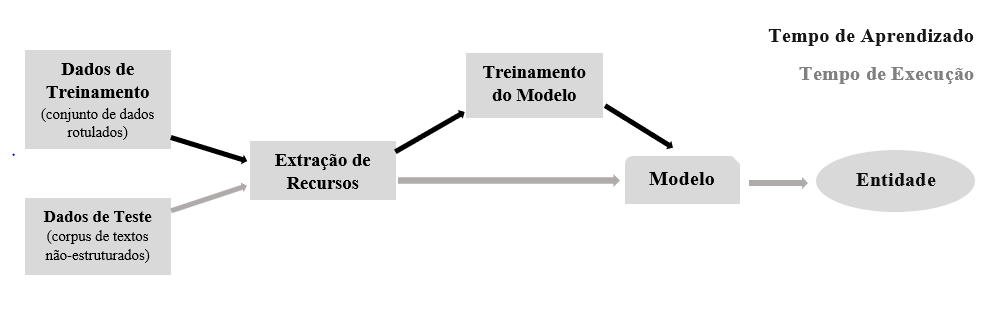 Tempo de Aprendizado
Tempo de Execução
Dados de
Treinamento
(conjunto de dados
rotulados)
Treinamento
do Modelo
Extração de
Recursos
Modelo
Entidade
Dados de Teste
(corpus de textos
não-estruturados)